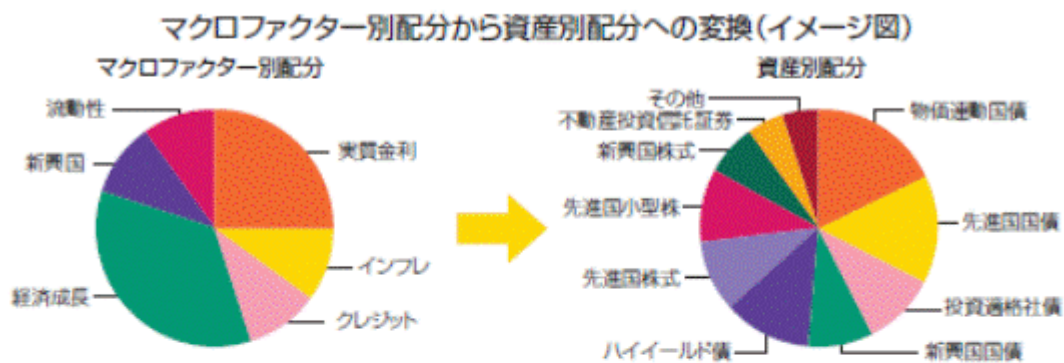 マクロファクター別配分から資産別配分への変換(イメージ図)
マクロファクター別配分
流動性
新興国
経済成長
実質金利
インフレ
クレジット
資産別配分
その他
不動産投資信託証券
新興国株式
先進国小型株
先進国株式
ハイイールド債
物価連動国債
先進国国債
投資適格社債
新興国国債